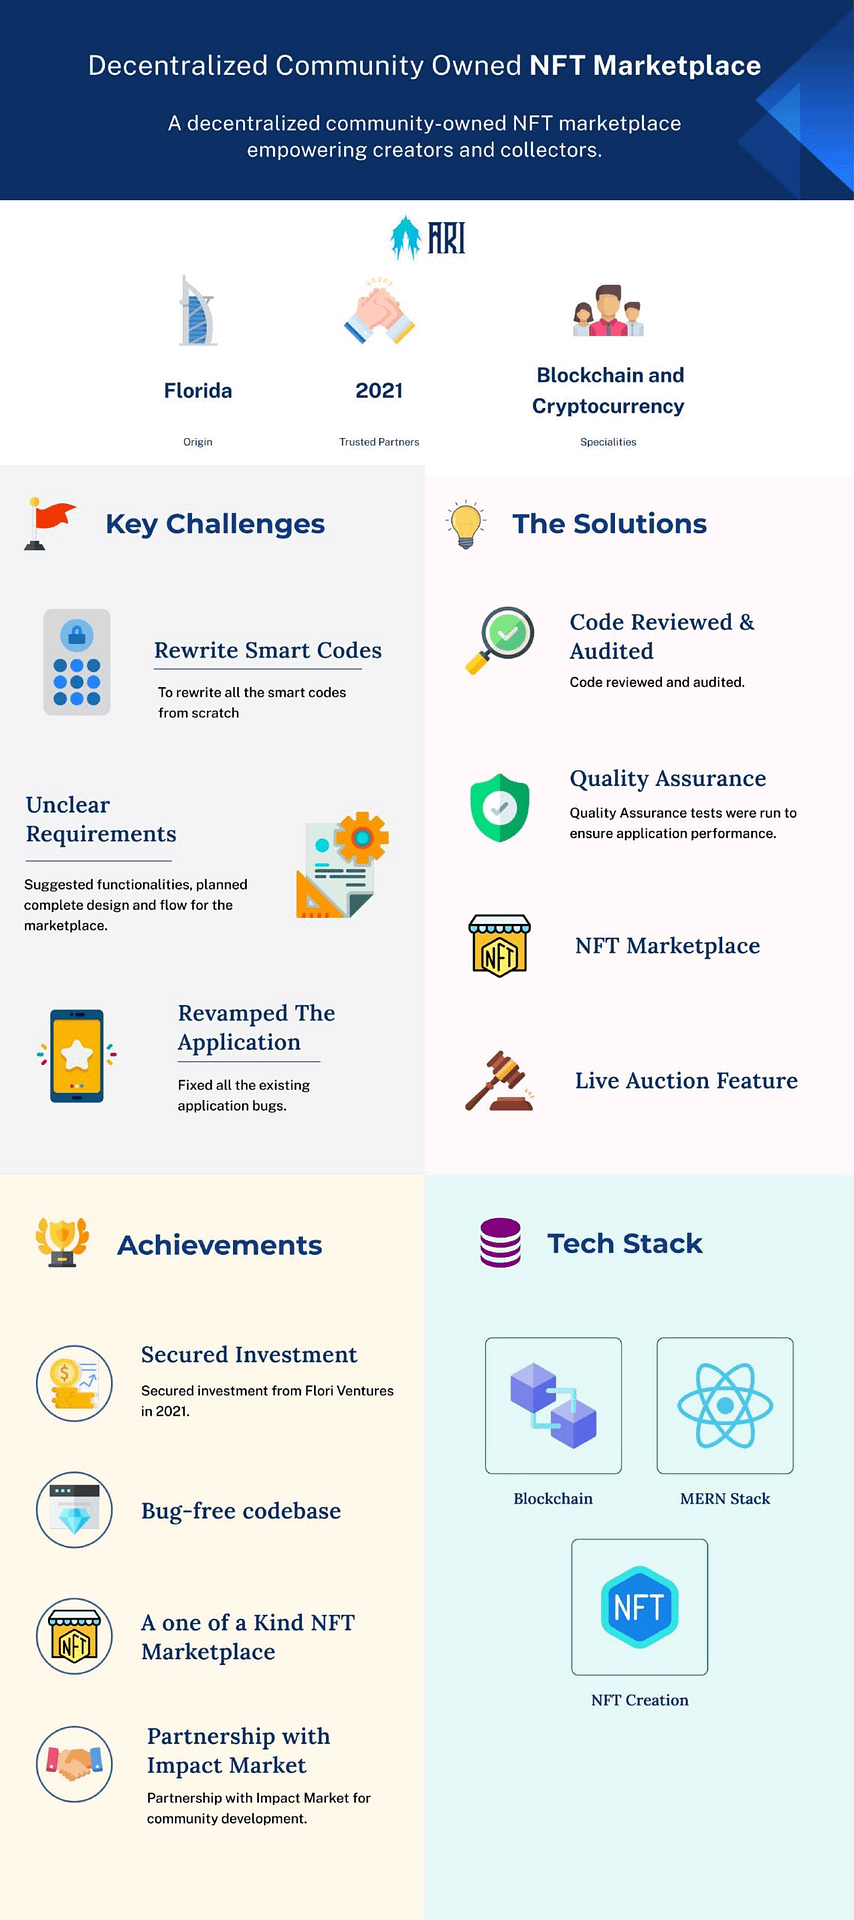 Decentralized Community Owned NFT Marketplace
A decentralized community-owned NFT marketplace
empowering creators and collectors.
ARI
Florida
Origin
2021
Trusted Partners
Blockchain and
Cryptocurrency
Specialities
Key Challenges
Rewrite Smart Codes
To rewrite all the smart codes
from scratch
Unclear
Requirements
Suggested functionalities, planned
complete design and flow for the
marketplace.
Revamped The
Application
Fixed all the existing
application bugs.
The Solutions
Code Reviewed &
Audited
Code reviewed and audited.
Quality Assurance
Quality Assurance tests were run to
ensure application performance.
NFT
NFT Marketplace
Live Auction Feature
Achievements
$
Secured Investment
Secured investment from Flori Ventures
in 2021.
Bug-free codebase
NFT
A one of a Kind NFT
Marketplace
Partnership with
Impact Market
Partnership with Impact Market for
community development.
Tech Stack
Blockchain
MERN Stack
NFT
NFT Creation